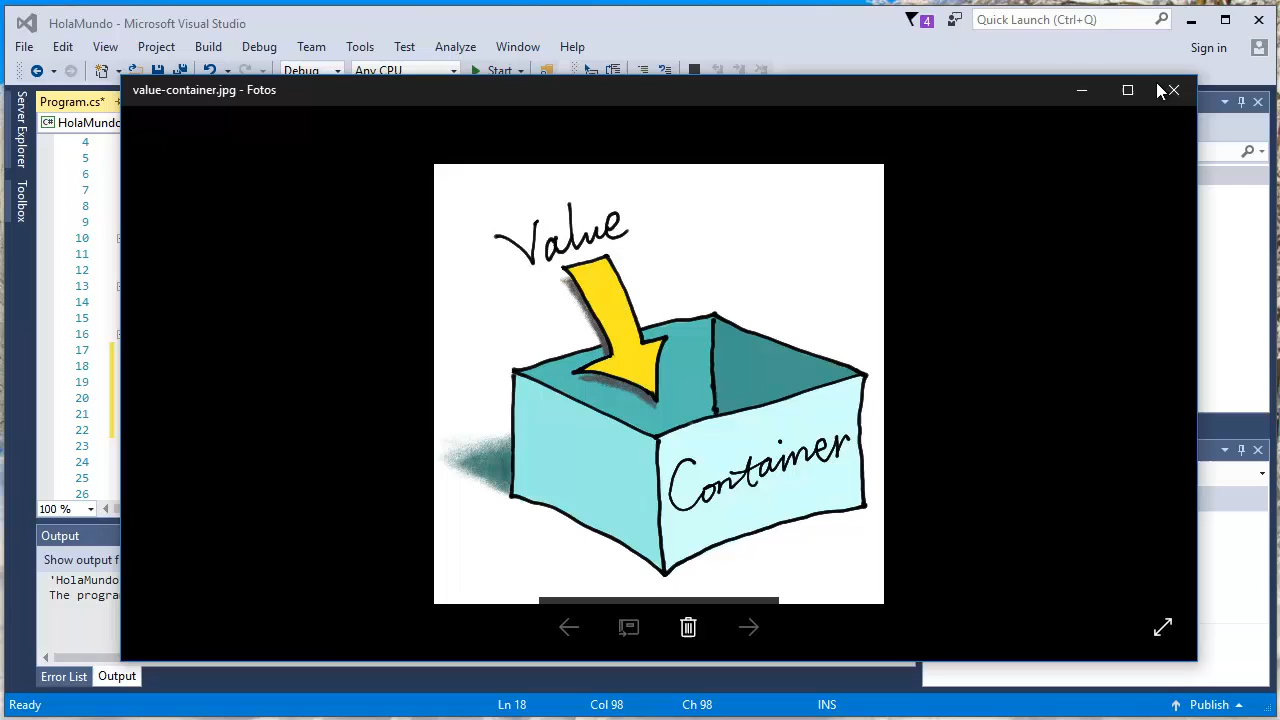 HolaMundo - Microsoft Visual Studio
4
Quick Launch (Ctrl+Q)
File Edit View Project Build Debug Team Tools Test Analyze Window Help
Sign in
Debug Any CPU Start
value-container.jpg - Fotos
Server Explorer
Toolbox
Program.cs*
C# HolaMundo
4
5
6
7
8
9
10
11
12
13
14
15
16
17
18
19
20
21
22
23
24
25
26
100 %
Value
Container
Output
Show output f
'HolaMundo
The progra
Error List Output
Ready Ln 18 Col 98 Ch 98 INS Publish